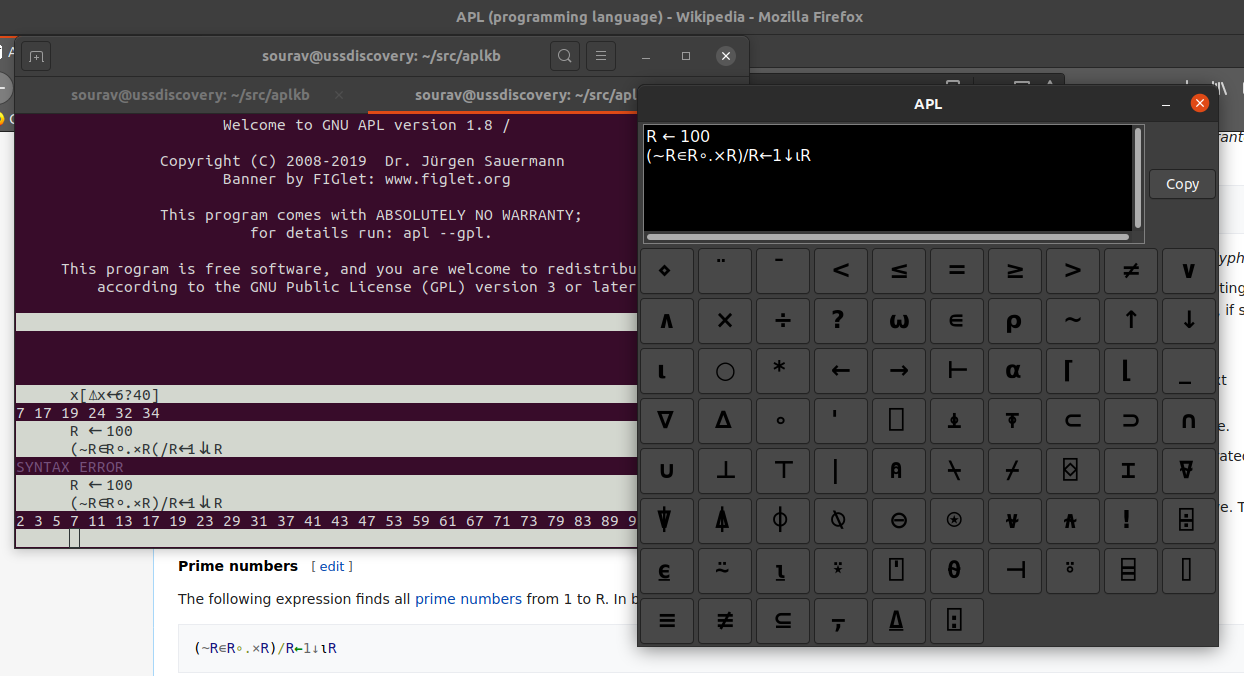 APL (programming language) - Wikipedia - Mozilla Firefox
sourav@ussdiscovery: ~/src/aplkb
sourav@ussdiscovery: ~/src/aplkb
sourav@ussdiscovery: ~/src/apl
Welcome to GNU APL version 1.8 /
Copyright (C) 2008-2019 Dr. Jürgen Sauermann
Banner by FIGlet: www.figlet.org
This program comes with ABSOLUTELY NO WARRANTY;
for details run: apl --gpl.
This program is free software, and you are welcome to redistribu
according to the GNU Public License (GPL) version 3 or later
x[⍋x←6?40]
7 17 19 24 32 34
R ←100
(~R∊R∘.×R(/R←1↓⍳R
SYNTAX ERROR
R ←100
(~R∊R∘.×R)/R←1↓⍳R
2 3 5 7 11 13 17 19 23 29 31 37 41 43 47 53 59 61 67 71 73 79 83 89 9
APL
R ← 100
(~R∊R∘.×R)/R←1↓⍳R
Copy
⋄ ¨ ¯ < ≤ = ≥ > ≠ ∨
∧ × ÷ ? ⍵ ∊ ⍴ ~ ↑ ↓
⍳ ○ * ← → ⊢ ⍺ ⌈ ⌊ _
∇ ∆ ∘ ' ⎕ ⍎ ⍕ ⊂ ⊃ ∩
∪ ⊥ ⊤ | ⍝ ⍀ ⌿ ⌺ ⌶ ⍫
⍒ ⍋ ⌽ ⍉ ⊖ ⍟ ⍱ ⍲ ! ⌹
⍷ ⍨ ⍸ ⍣ ⍞ ⍬ ⊣ ⍤ ⌸ ⌷
≡ ≢ ⊆ ⍪ ⍙ ⍠
Prime numbers [ edit ]
The following expression finds all prime numbers from 1 to R. In b
(~R∊R∘.×R)/R←1↓⍳R